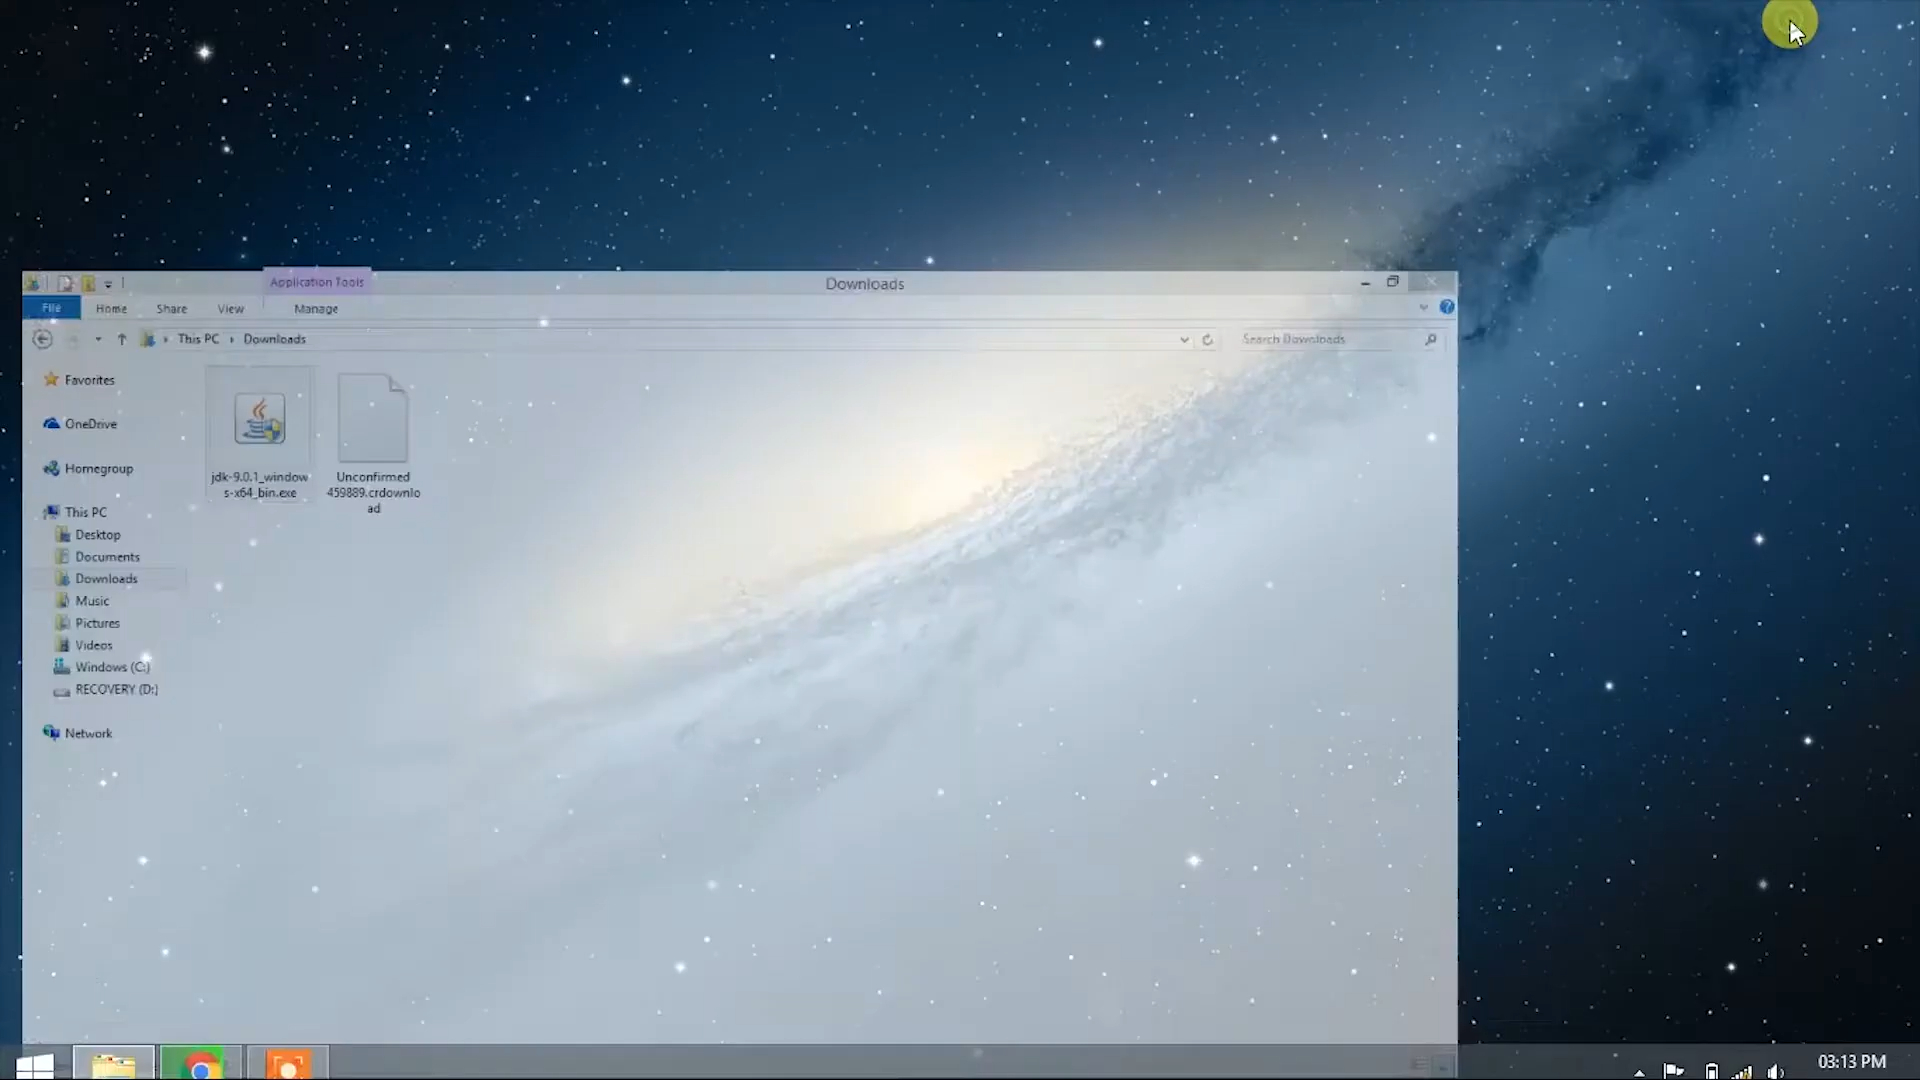 Application Tools
Downloads
File
Home
Share
View
Manage
This PC
Downloads
Search Downloads
Favorites
OneDrive
Homegroup
This PC
Desktop
Documents
Downloads
Music
Pictures
Videos
Windows (C:)
RECOVERY (D:)
Network
jdk-9.0.1_window
s-x64_bin.exe
Unconfirmed
459889.crdownlo
ad
03:13 PM